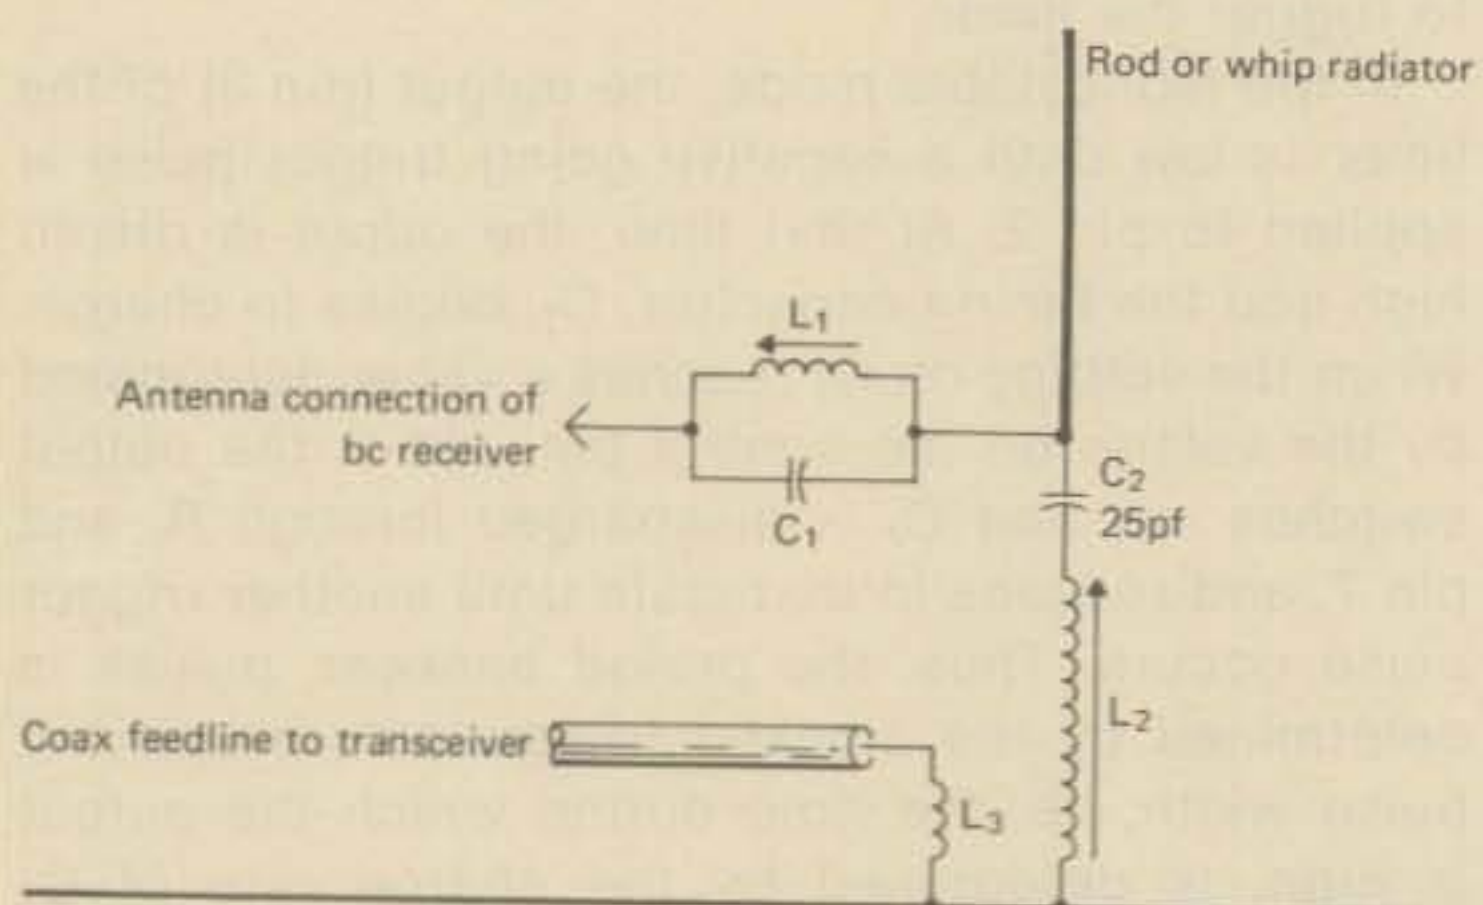 Rod or whip radiator
L1
Antenna connection of
bc receiver
C1
C2
25pf
L2
Coax feedline to transceiver
L3